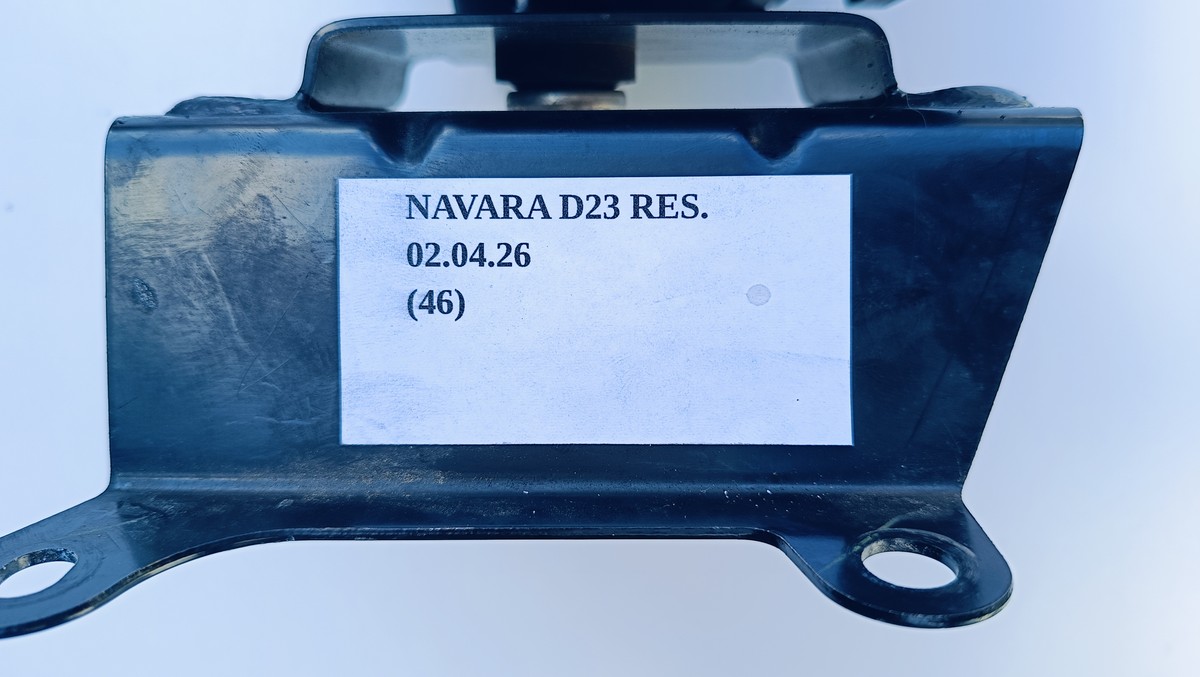 NAVARA D23 RES.
02.04.26
(46)